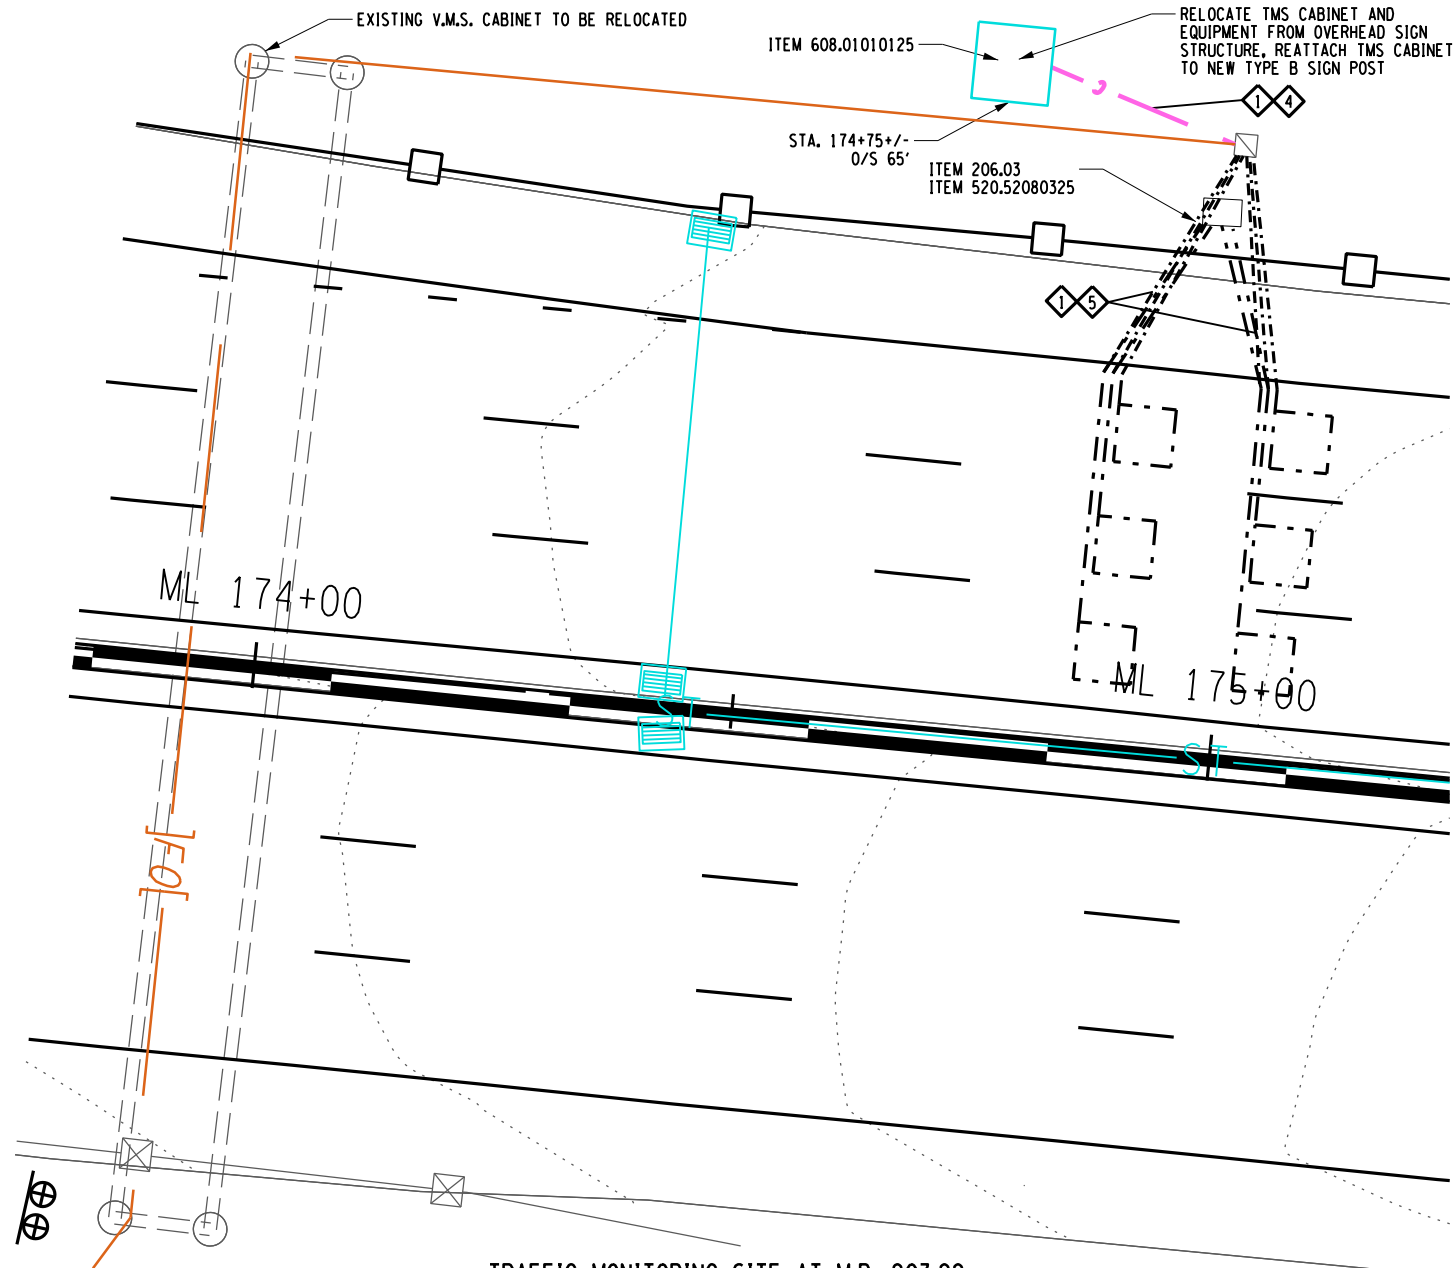 EXISTING V.M.S. CABINET TO BE RELOCATED
ITEM 608.01010125
RELOCATE TMS CABINET AND
EQUIPMENT FROM OVERHEAD SIGN
STRUCTURE, REATTACH TMS CABINET
TO NEW TYPE B SIGN POST
1 4
STA. 174+75+/-
O/S 65'
ITEM 206.03
ITEM 520.52080325
1 5
ML 174+00
ML 175+00
ST
ST
]FO[